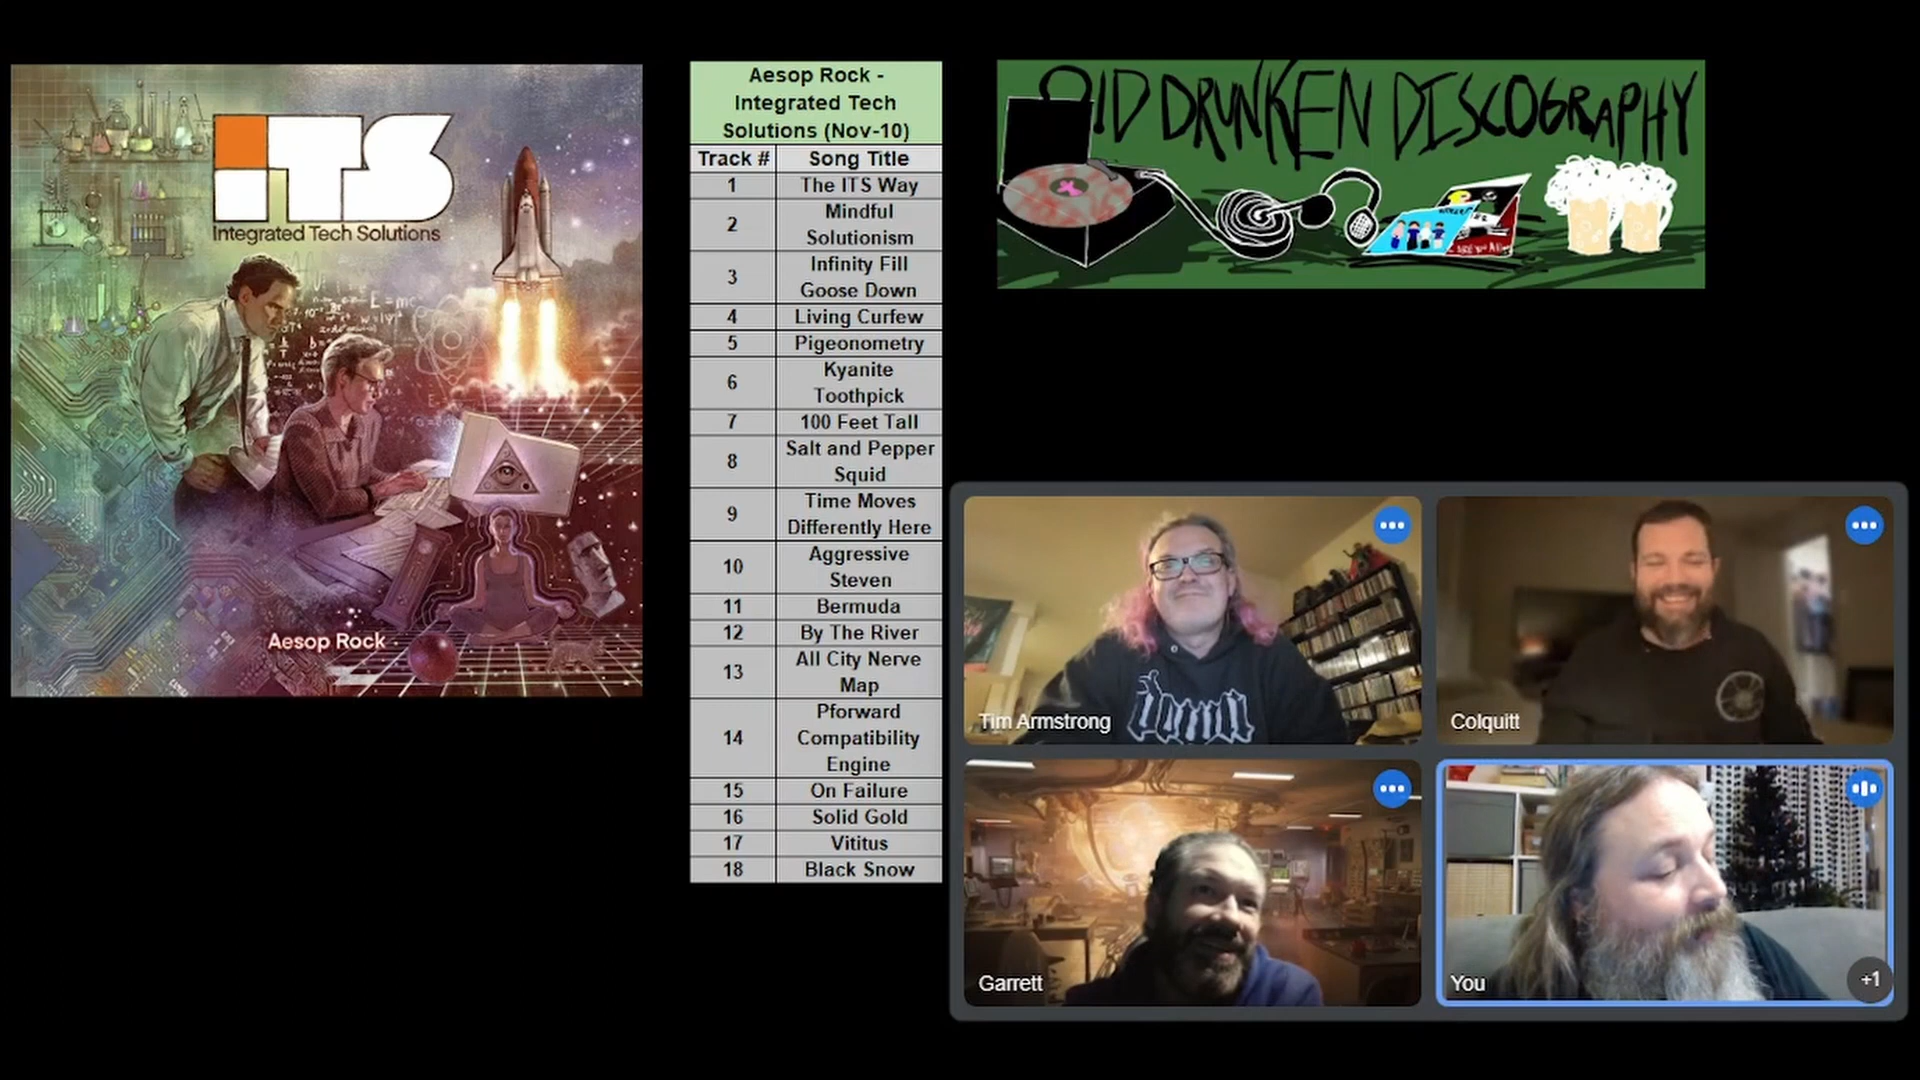 iTS
Integrated Tech Solutions
E=mc
Aesop Rock
Aesop Rock -
Integrated Tech
Solutions (Nov-10)
Track # Song Title
1 The ITS Way
2 Mindful
Solutionism
3 Infinity Fill
Goose Down
4 Living Curfew
5 Pigeonometry
6 Kyanite
Toothpick
7 100 Feet Tall
8 Salt and Pepper
Squid
9 Time Moves
Differently Here
10 Aggressive
Steven
11 Bermuda
12 By The River
13 All City Nerve
Map
14 Pforward
Compatibility
Engine
15 On Failure
16 Solid Gold
17 Vititus
18 Black Snow
DRUNKEN DISCOGRAPHY
Tim Armstrong
Colquitt
Garrett
You
+1